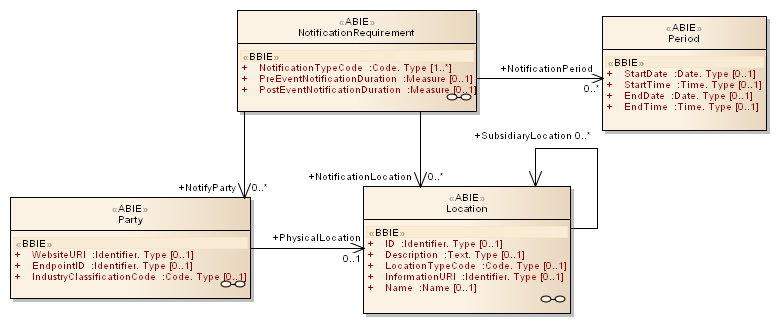 «ABIE»
NotificationRequirement
«BBIE»
+ NotificationTypeCode :Code. Type [1..*]
+ PreEventNotificationDuration :Measure [0..1]
+ PostEventNotificationDuration :Measure [0..1]
«ABIE»
Period
«BBIE»
+ StartDate :Date. Type [0..1]
+ StartTime :Time. Type [0..1]
+ EndDate :Date. Type [0..1]
+ EndTime :Time. Type [0..1]
+NotificationPeriod
0..*
+SubsidiaryLocation 0..*
+NotifyParty 0..*
+NotificationLocation 0..*
«ABIE»
Party
«BBIE»
+ WebsiteURI :Identifier. Type [0..1]
+ EndpointID :Identifier. Type [0..1]
+ IndustryClassificationCode :Code. Type [0..1]
+PhysicalLocation
0..1
«ABIE»
Location
«BBIE»
+ ID :Identifier. Type [0..1]
+ Description :Text. Type [0..1]
+ LocationTypeCode :Code. Type [0..1]
+ InformationURI :Identifier. Type [0..1]
+ Name :Name [0..1]